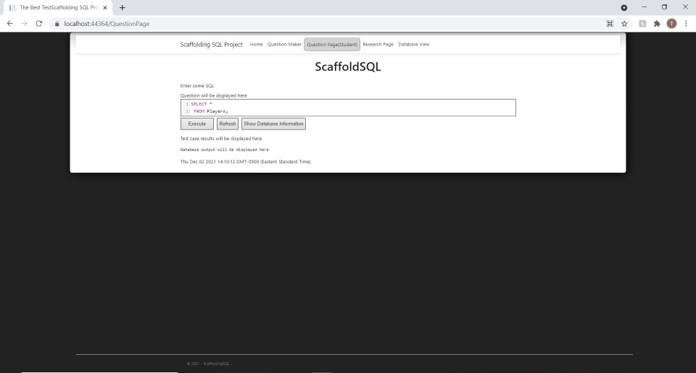 The Best TestScaffolding SQL Pro
localhost:44364/QuestionPage
Scaffolding SQL Project Home Question Maker Question Page(Student) Research Page Database View
ScaffoldSQL
Enter some SQL
Question will be displayed here
1 SELECT *
2 FROM Players;
Execute Refresh Show Database Information
Test case results will be displayed here
Database output will be displayed here
Thu Dec 02 2021 14:10:12 GMT-0500 (Eastern Standard Time)
© 2021 - ScaffoldingSQL -